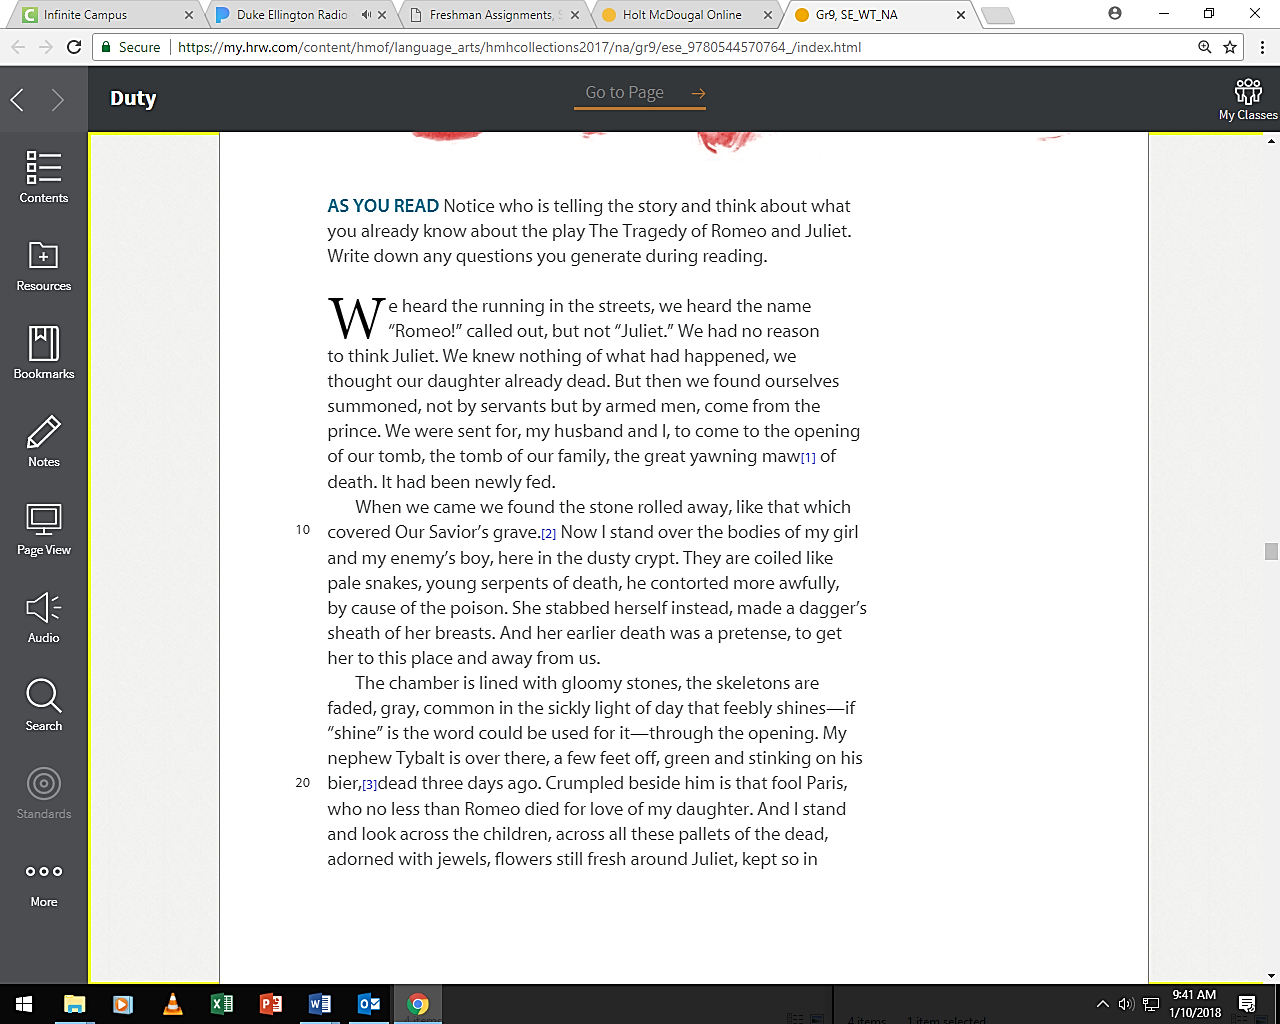 Infinite Campus
Duke Ellington Radio
Freshman Assignments, S
Holt McDougal Online
Gr9, SE_WT_NA
Secure
https://my.hrw.com/content/hmof/language_arts/hmhcollections2017/na/gr9/ese_9780544570764_/index.html
Duty
Go to Page
My Classes
Contents
Resources
Bookmarks
Notes
Page View
Audio
Search
Standards
More
AS YOU READ Notice who is telling the story and think about what
you already know about the play The Tragedy of Romeo and Juliet.
Write down any questions you generate during reading.
We heard the running in the streets, we heard the name
“Romeo!” called out, but not “Juliet.” We had no reason
to think Juliet. We knew nothing of what had happened, we
thought our daughter already dead. But then we found ourselves
summoned, not by servants but by armed men, come from the
prince. We were sent for, my husband and I, to come to the opening
of our tomb, the tomb of our family, the great yawning maw[1] of
death. It had been newly fed.
When we came we found the stone rolled away, like that which
10 covered Our Savior’s grave.[2] Now I stand over the bodies of my girl
and my enemy’s boy, here in the dusty crypt. They are coiled like
pale snakes, young serpents of death, he contorted more awfully,
by cause of the poison. She stabbed herself instead, made a dagger’s
sheath of her breasts. And her earlier death was a pretense, to get
her to this place and away from us.
The chamber is lined with gloomy stones, the skeletons are
faded, gray, common in the sickly light of day that feebly shines—if
“shine” is the word could be used for it—through the opening. My
nephew Tybalt is over there, a few feet off, green and stinking on his
20 bier,[3]dead three days ago. Crumpled beside him is that fool Paris,
who no less than Romeo died for love of my daughter. And I stand
and look across the children, across all these pallets of the dead,
adorned with jewels, flowers still fresh around Juliet, kept so in
4 items
4 items 1 item selected
9:41 AM
1/10/2018